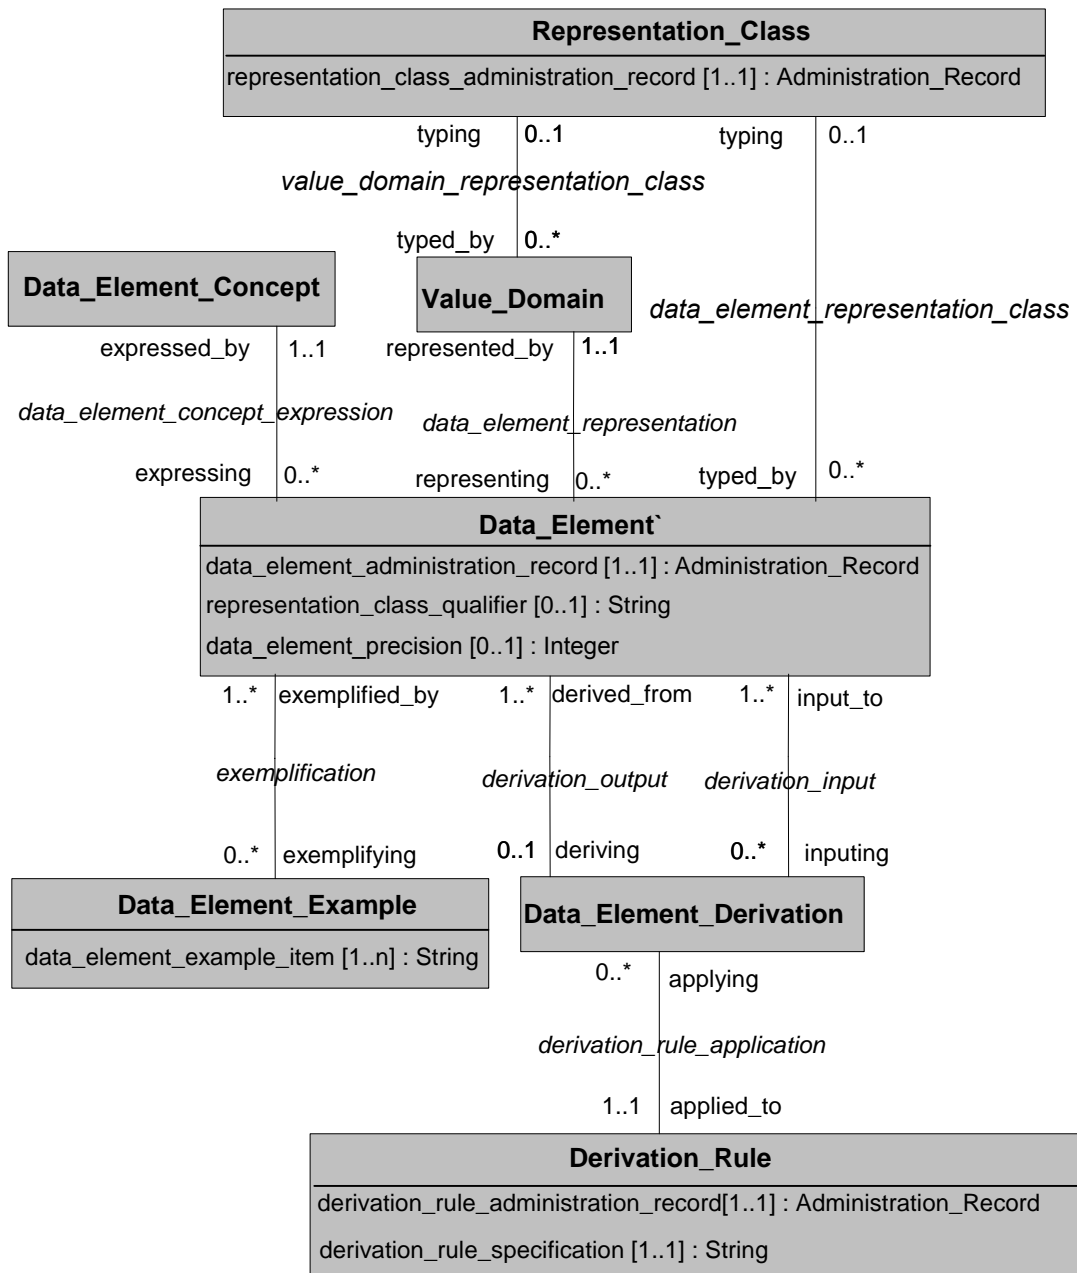 Representation_Class
representation_class_administration_record [1..1] : Administration_Record
typing 0..1 typing 0..1
value_domain_representation_class
typed_by 0..*
Data_Element_Concept
Value_Domain
data_element_representation_class
expressed_by 1..1 represented_by 1..1
data_element_concept_expression
data_element_representation
expressing 0..* representing 0..* typed_by 0..*
Data_Element`
data_element_administration_record [1..1] : Administration_Record
representation_class_qualifier [0..1] : String
data_element_precision [0..1] : Integer
1..* exemplified_by 1..* derived_from 1..* input_to
exemplification derivation_output derivation_input
0..* exemplifying 0..1 deriving 0..* inputing
Data_Element_Example
data_element_example_item [1..n] : String
Data_Element_Derivation
0..* applying
derivation_rule_application
1..1 applied_to
Derivation_Rule
derivation_rule_administration_record[1..1] : Administration_Record
derivation_rule_specification [1..1] : String